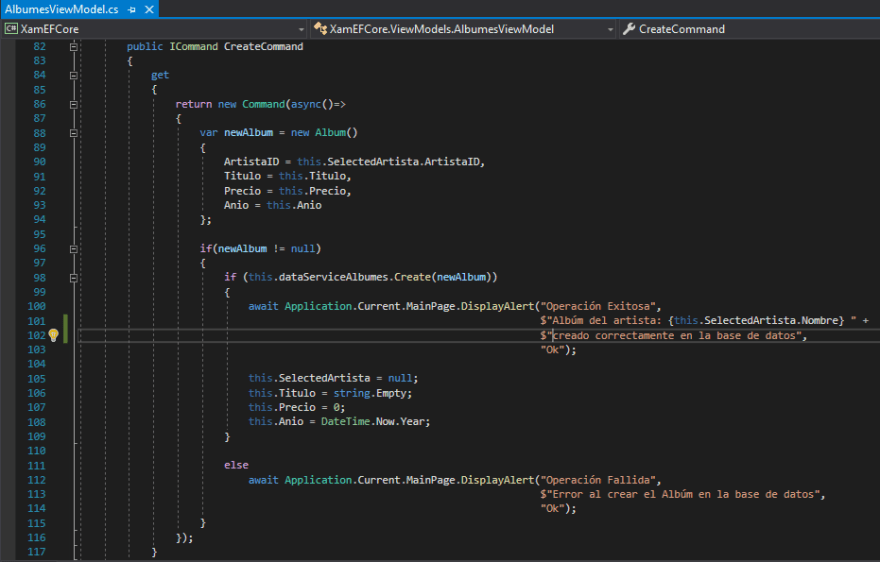 AlbumesViewModel.cs
XamEFCore XamEFCore.ViewModels.AlbumesViewModel CreateCommand
82 public ICommand CreateCommand
83 {
84 get
85 {
86 return new Command(async()=>
87 {
88 var newAlbum = new Album()
89 {
90 ArtistaID = this.SelectedArtista.ArtistaID,
91 Titulo = this.Titulo,
92 Precio = this.Precio,
93 Anio = this.Anio
94 };
95
96 if(newAlbum != null)
97 {
98 if (this.dataServiceAlbumes.Create(newAlbum))
99 {
100 await Application.Current.MainPage.DisplayAlert("Operación Exitosa",
101 $"Albúm del artista: {this.SelectedArtista.Nombre} " +
102 $"creado correctamente en la base de datos",
103 "Ok");
104
105 this.SelectedArtista = null;
106 this.Titulo = string.Empty;
107 this.Precio = 0;
108 this.Anio = DateTime.Now.Year;
109 }
110
111 else
112 await Application.Current.MainPage.DisplayAlert("Operación Fallida",
113 $"Error al crear el Albúm en la base de datos",
114 "Ok");
115 }
116 });
117 }